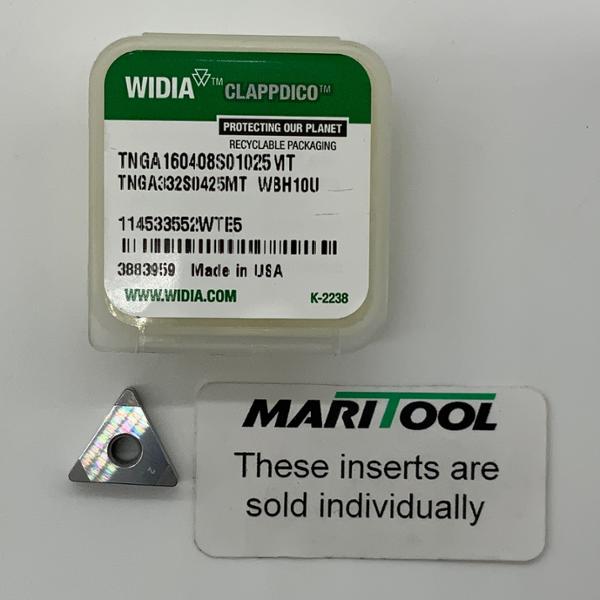 WIDIA™ CLAPPDICO™
PROTECTING OUR PLANET
RECYCLABLE PACKAGING
TNGA160408S01025MT
TNGA332S0425MT WBH10U
114533552WTE5
3883959 Made in USA
WWW.WIDIA.COM K-2238
2
MARITOOL
These inserts are
sold individually